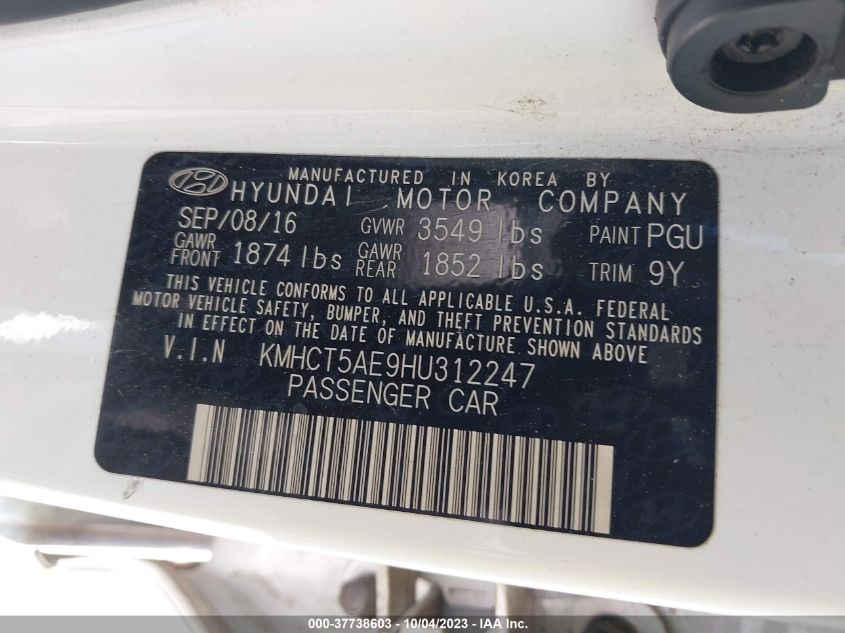 MANUFACTURED IN KOREA BY
HYUNDAI MOTOR COMPANY
SEP/08/16 GVWR 3549 lbs PAINT PGU
GAWR FRONT 1874 lbs GAWR REAR 1852 lbs TRIM 9Y
THIS VEHICLE CONFORMS TO ALL APPLICABLE U.S.A. FEDERAL
MOTOR VEHICLE SAFETY, BUMPER, AND THEFT PREVENTION STANDARDS
IN EFFECT ON THE DATE OF MANUFACTURE SHOWN ABOVE
V.I.N KMHCT5AE9HU312247
PASSENGER CAR
000-37738603 - 10/04/2023 - IAA Inc.